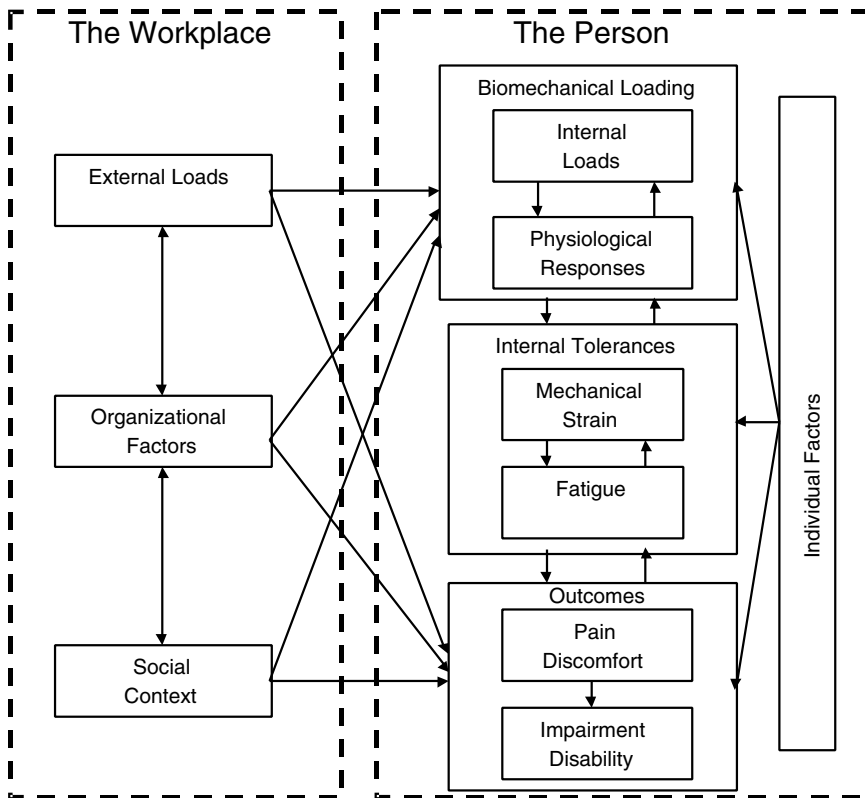 The Workplace
The Person
External Loads
Organizational
Factors
Social
Context
Biomechanical Loading
Internal
Loads
Physiological
Responses
Internal Tolerances
Mechanical
Strain
Fatigue
Outcomes
Pain
Discomfort
Impairment
Disability
Individual Factors